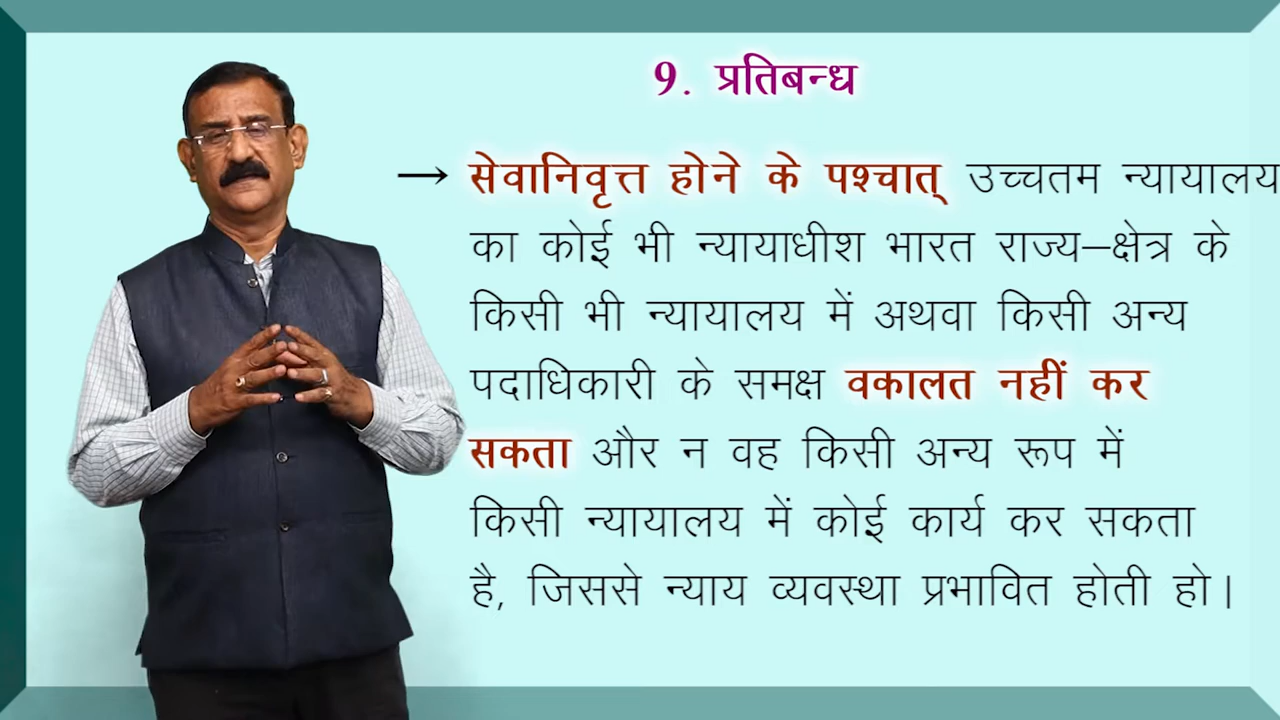 9. प्रतिबन्ध
→ सेवानिवृत्त होने के पश्चात् उच्चतम न्यायालय
का कोई भी न्यायाधीश भारत राज्य–क्षेत्र के
किसी भी न्यायालय में अथवा किसी अन्य
पदाधिकारी के समक्ष वकालत नहीं कर
सकता और न वह किसी अन्य रूप में
किसी न्यायालय में कोई कार्य कर सकता
है, जिससे न्याय व्यवस्था प्रभावित होती हो।